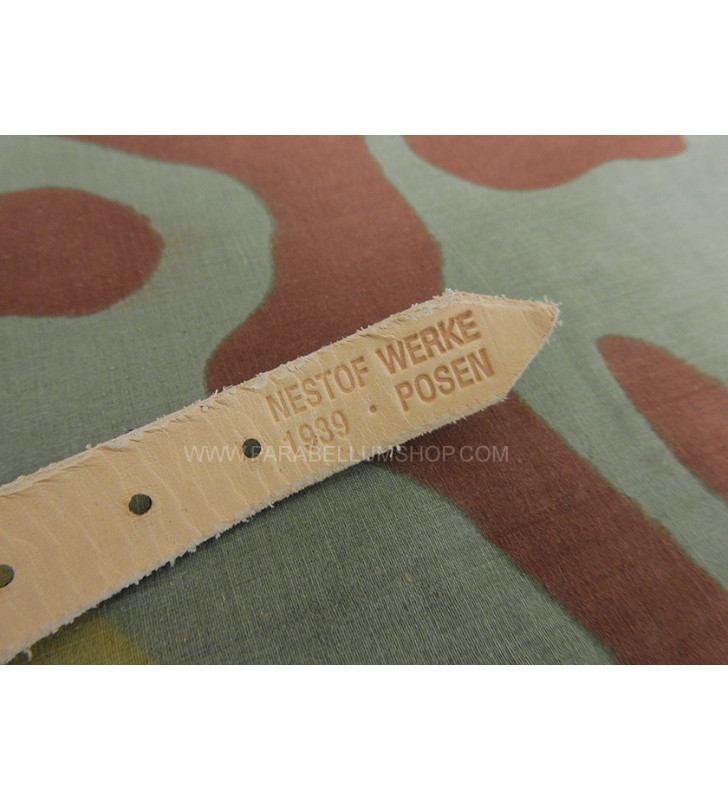 NESTOF WERKE
1939 · POSEN
WWW.PARABELLUMSHOP.COM